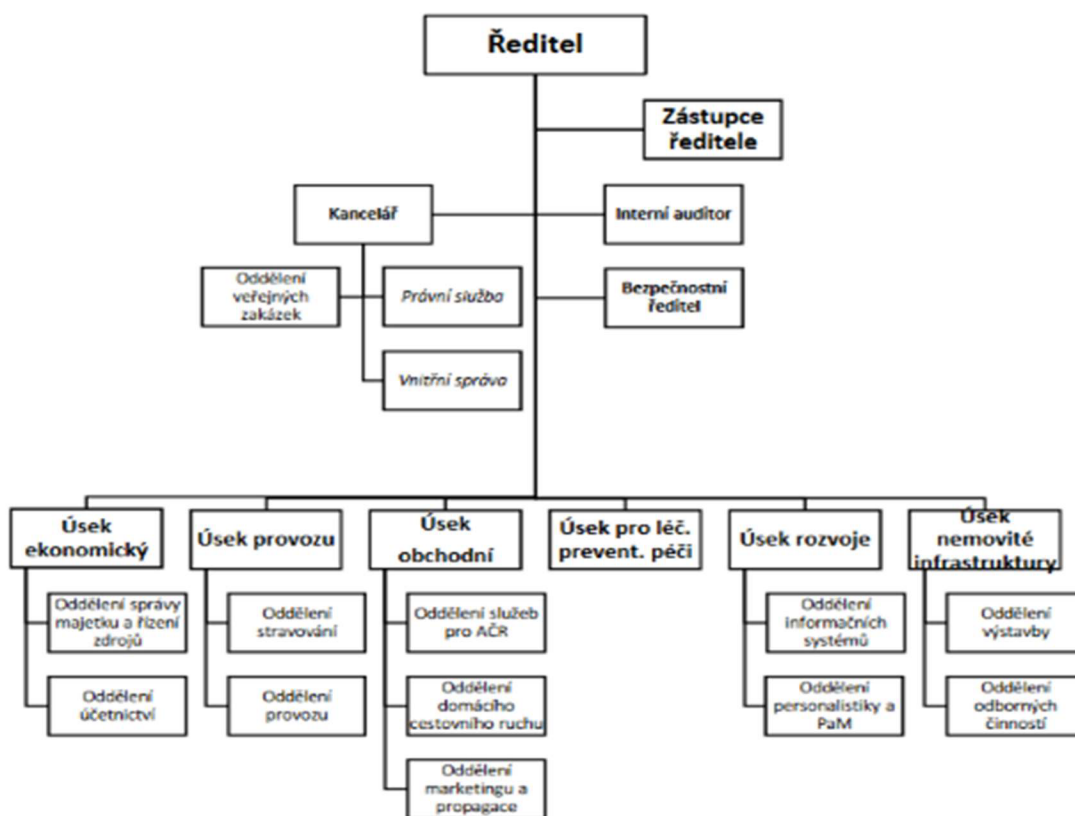 Ředitel
Zástupce
ředitele
Kancelář
Interní auditor
Oddělení
veřejných
zakázek
Právní služba
Bezpečnostní
ředitel
Vnitřní správa
Úsek
ekonomický
Úsek provozu
Úsek
obchodní
Úsek pro léč.
prevent. péči
Úsek rozvoje
Úsek
nemovité
infrastruktury
Oddělení správy
majetku a řízení
zdrojů
Oddělení
stravování
Oddělení služeb
pro AČR
Oddělení
informačních
systémů
Oddělení
výstavby
Oddělení
účetnictví
Oddělení
provozu
Oddělení
domácího
cestovního ruchu
Oddělení
personalistiky a
PaM
Oddělení
odborných
činností
Oddělení
marketingu a
propagace